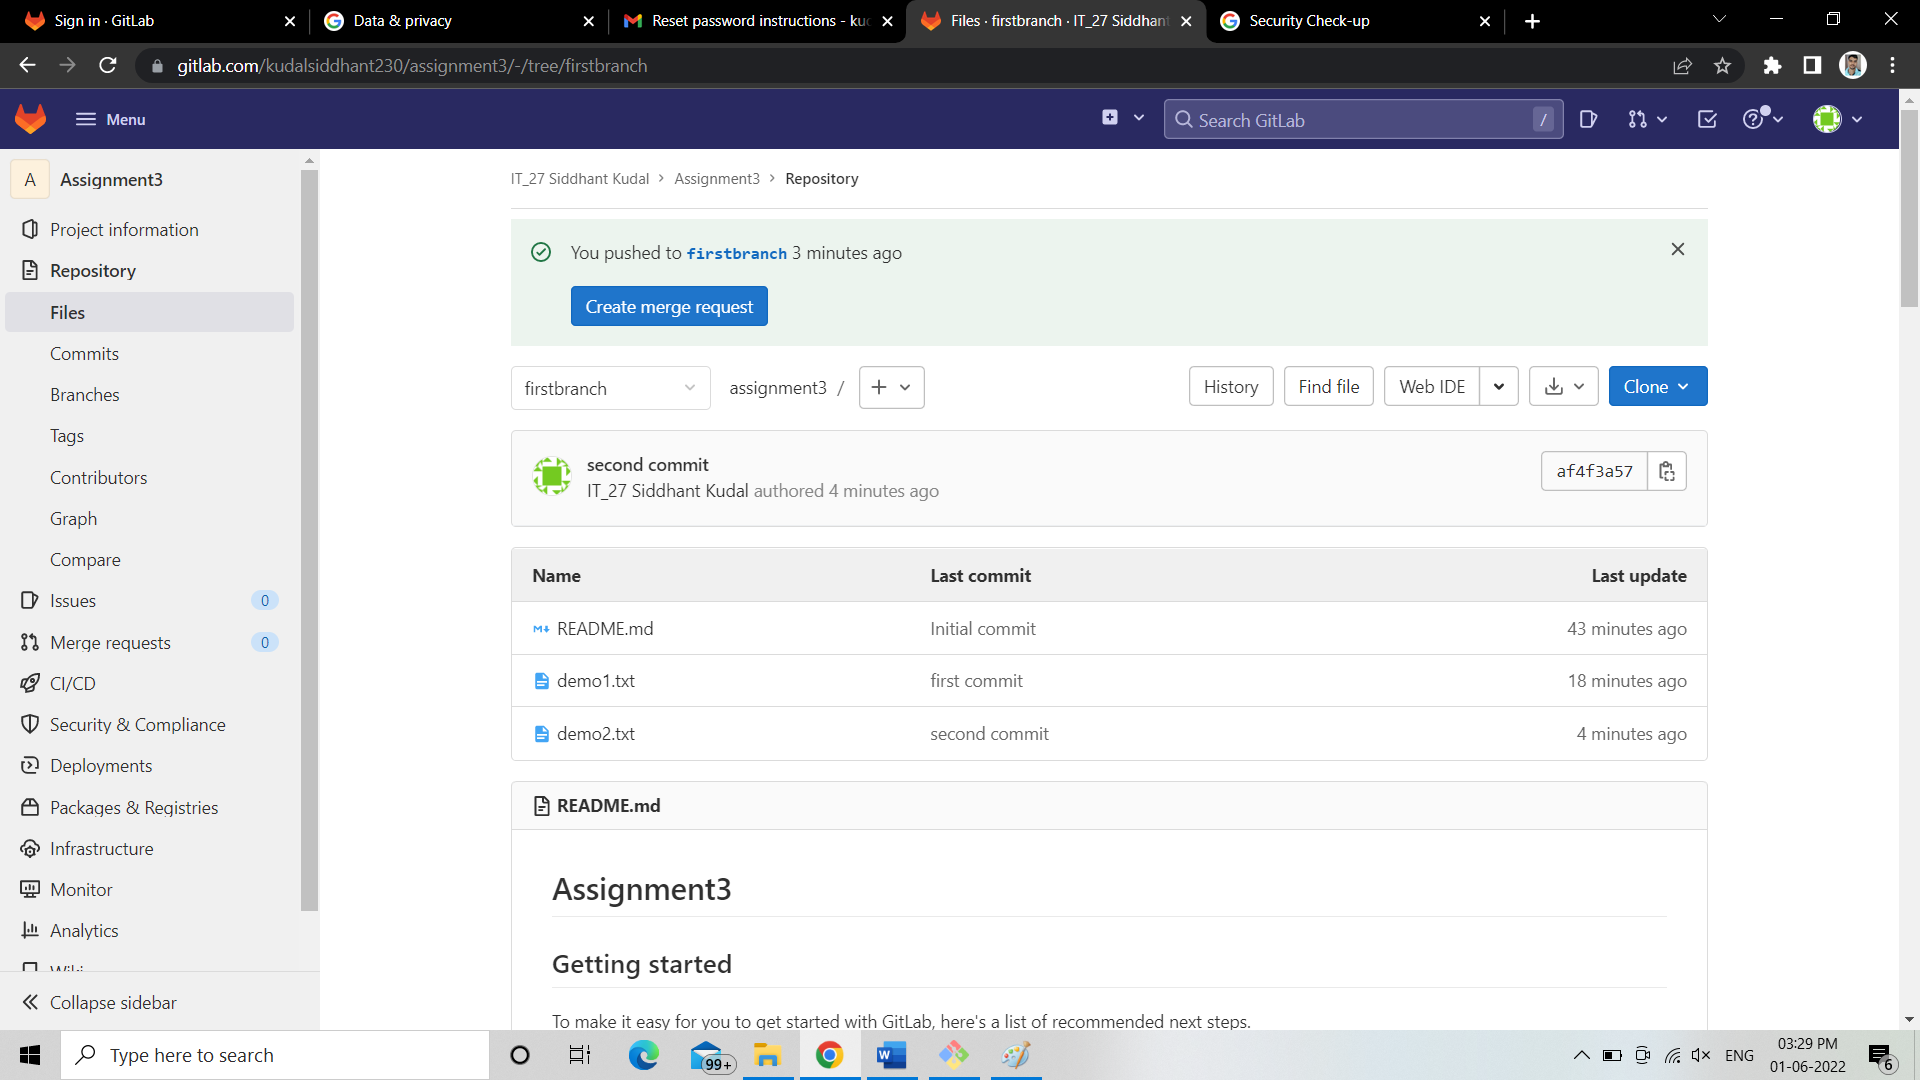 Sign in · GitLab
Data & privacy
Reset password instructions - kud
Files · firstbranch · IT_27 Siddhant
Security Check-up
gitlab.com/kudalsiddhant230/assignment3/-/tree/firstbranch
Menu
Search GitLab
/
A Assignment3
Project information
Repository
Files
Commits
Branches
Tags
Contributors
Graph
Compare
Issues 0
Merge requests 0
CI/CD
Security & Compliance
Deployments
Packages & Registries
Infrastructure
Monitor
Analytics
Wiki
Collapse sidebar
IT_27 Siddhant Kudal > Assignment3 > Repository
You pushed to firstbranch 3 minutes ago
Create merge request
firstbranch
assignment3 /
History
Find file
Web IDE
Clone
second commit
IT_27 Siddhant Kudal authored 4 minutes ago
af4f3a57
Name Last commit Last update
README.md Initial commit 43 minutes ago
demo1.txt first commit 18 minutes ago
demo2.txt second commit 4 minutes ago
README.md
Assignment3
Getting started
To make it easy for you to get started with GitLab, here's a list of recommended next steps.
Type here to search
99+
ENG
03:29 PM
01-06-2022
6